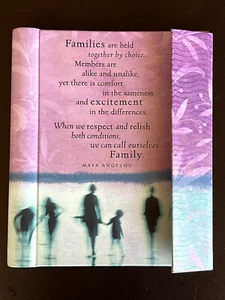 Families are held
together by choice.
Members are
alike and unalike,
yet there is comfort
in the sameness
and excitement
in the differences.
When we respect and relish
both conditions,
we can call ourselves
Family.
MAYA ANGELOU